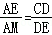 AE/AM = CD/DE